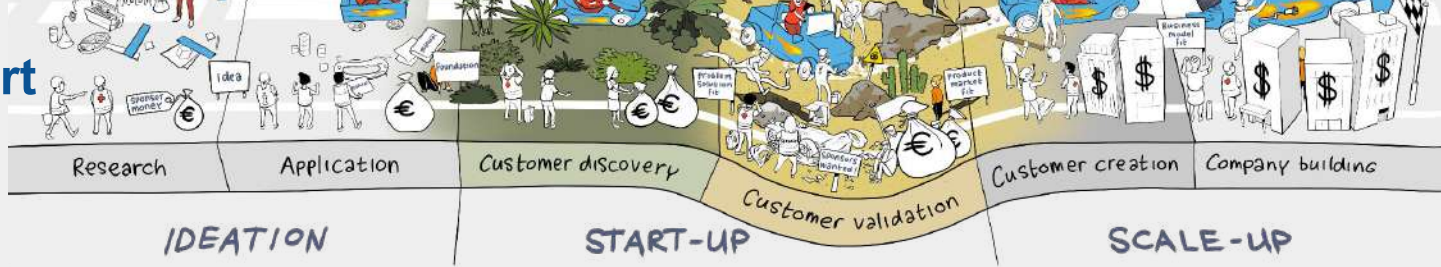 rt
idea
Foundation
Problem
Solution
Fit
Product
market
fit
Business
model
fit
sponsor
money
€
€
€
€
€
Sponsors
wanted!
$
$
$
$
$
Research
Application
Customer discovery
Customer validation
Customer creation
Company building
IDEATION
START-UP
SCALE-UP